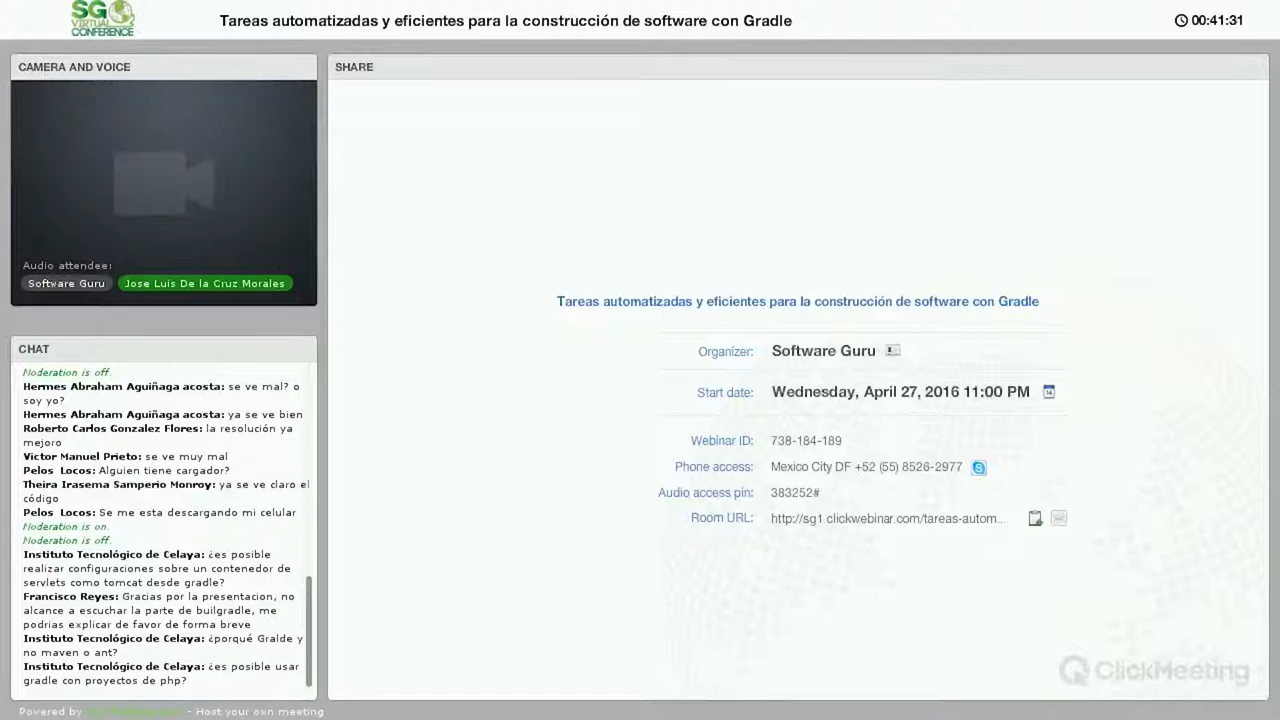 SG
VIRTUAL
CONFERENCE
Tareas automatizadas y eficientes para la construcción de software con Gradle
00:41:31
CAMERA AND VOICE
Audio attendee:
Software Guru
Jose Luis De la Cruz Morales
CHAT
Moderation is off.
Hermes Abraham Aguiñaga acosta: se ve mal? o
soy yo?
Hermes Abraham Aguiñaga acosta: ya se ve bien
Roberto Carlos Gonzalez Flores: la resolución ya
mejoro
Victor Manuel Prieto: se ve muy mal
Pelos Locos: Alguien tiene cargador?
Theira Irasema Samperio Monroy: ya se ve claro el
código
Pelos Locos: Se me esta descargando mi celular
Moderation is on.
Moderation is off.
Instituto Tecnológico de Celaya: ¿es posible
realizar configuraciones sobre un contenedor de
servlets como tomcat desde gradle?
Francisco Reyes: Gracias por la presentacion, no
alcance a escuchar la parte de builgradle, me
podrias explicar de favor de forma breve
Instituto Tecnológico de Celaya: ¿porqué Gralde y
no maven o ant?
Instituto Tecnológico de Celaya: ¿es posible usar
gradle con proyectos de php?
SHARE
Tareas automatizadas y eficientes para la construcción de software con Gradle
Organizer: Software Guru
Start date: Wednesday, April 27, 2016 11:00 PM
Webinar ID: 738-184-189
Phone access: Mexico City DF +52 (55) 8526-2977
Audio access pin: 383252#
Room URL: http://sg1.clickwebinar.com/tareas-autom...
ClickMeeting
Powered by - Host your own meeting